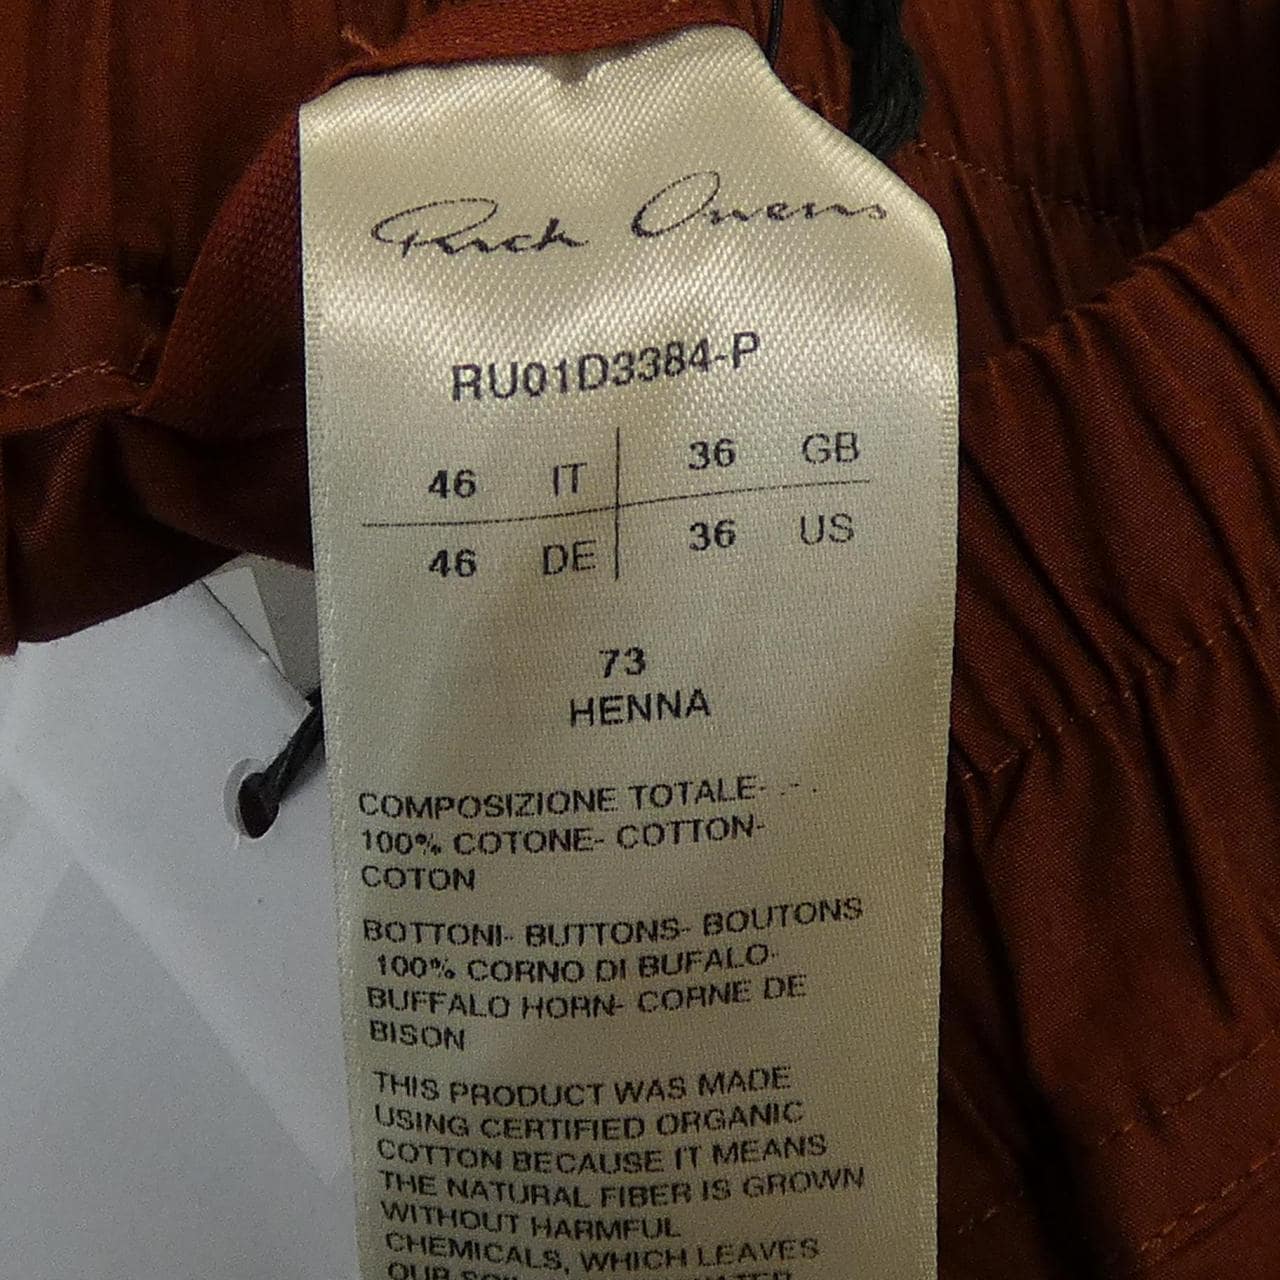 Rick Owens
RU01D3384-P
46 IT 36 GB
46 DE 36 US
73
HENNA
COMPOSIZIONE TOTALE- .-.
100% COTONE- COTTON-
COTON
BOTTONI- BUTTONS- BOUTONS
100% CORNO DI BUFALO-
BUFFALO HORN- CORNE DE
BISON
THIS PRODUCT WAS MADE
USING CERTIFIED ORGANIC
COTTON BECAUSE IT MEANS
THE NATURAL FIBER IS GROWN
WITHOUT HARMFUL
CHEMICALS, WHICH LEAVES
OUR